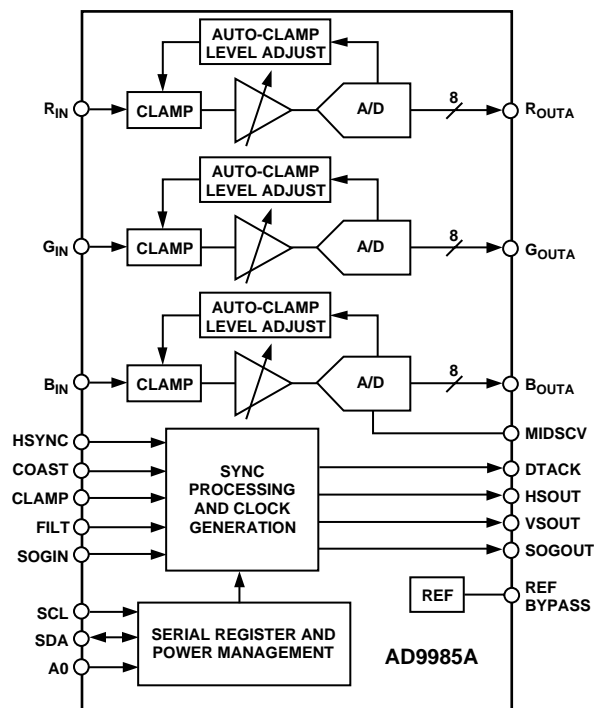 AUTO-CLAMP
LEVEL ADJUST
R_IN
CLAMP
A/D
8
R_OUTA
AUTO-CLAMP
LEVEL ADJUST
G_IN
CLAMP
A/D
8
G_OUTA
AUTO-CLAMP
LEVEL ADJUST
B_IN
CLAMP
A/D
8
B_OUTA
MIDSCV
HSYNC
COAST
CLAMP
FILT
SOGIN
SYNC
PROCESSING
AND CLOCK
GENERATION
DTACK
HSOUT
VSOUT
SOGOUT
REF
REF
BYPASS
SCL
SDA
A0
SERIAL REGISTER AND
POWER MANAGEMENT
AD9985A